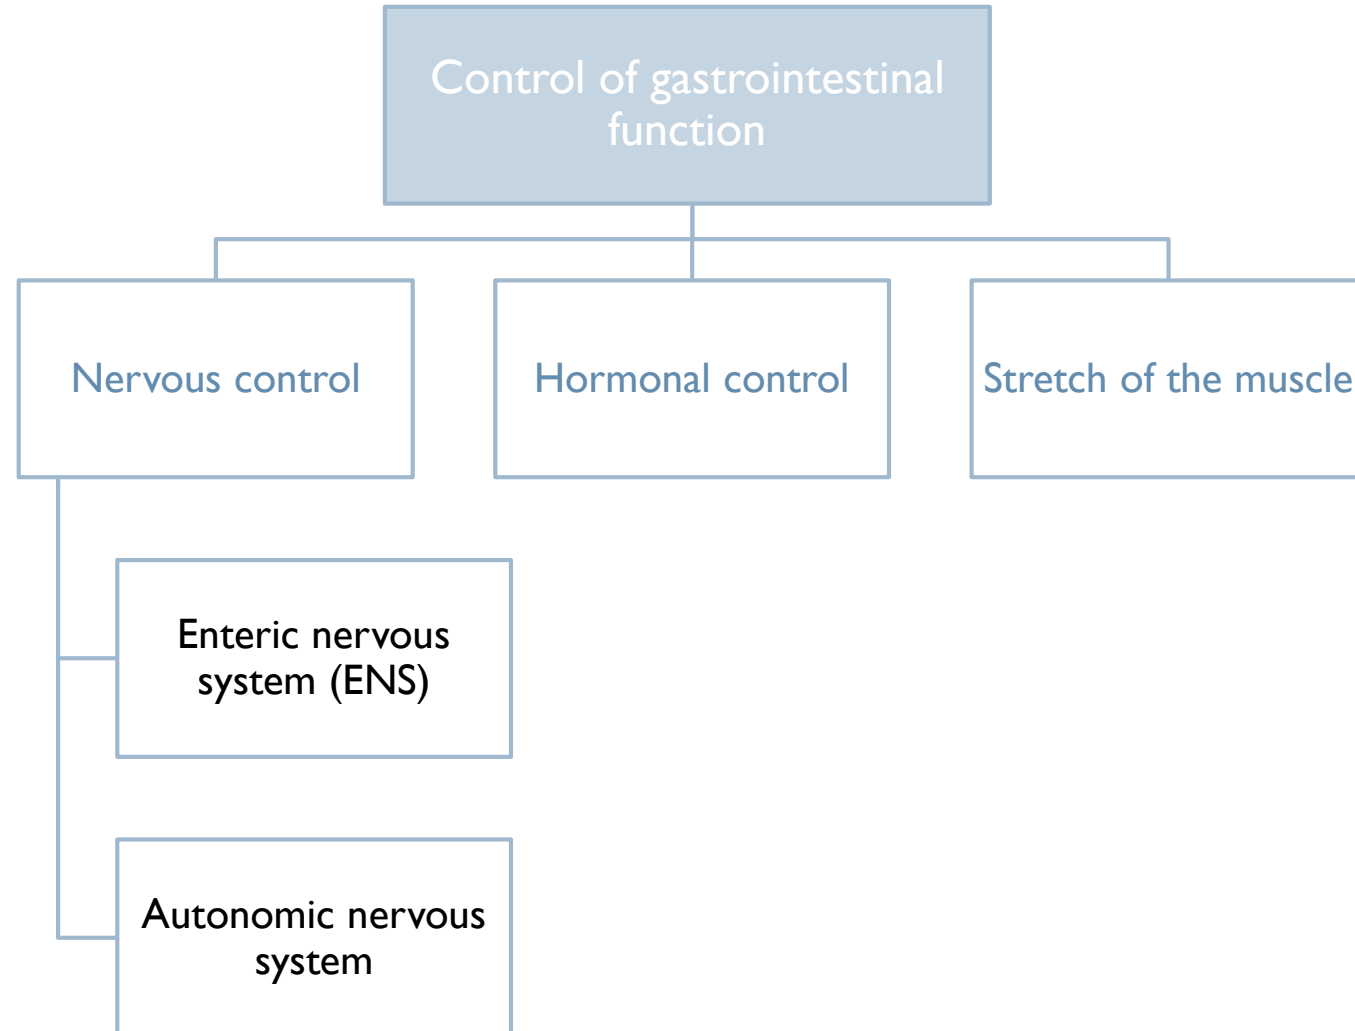 Control of gastrointestinal
function
Nervous control
Hormonal control
Stretch of the muscle
Enteric nervous
system (ENS)
Autonomic nervous
system